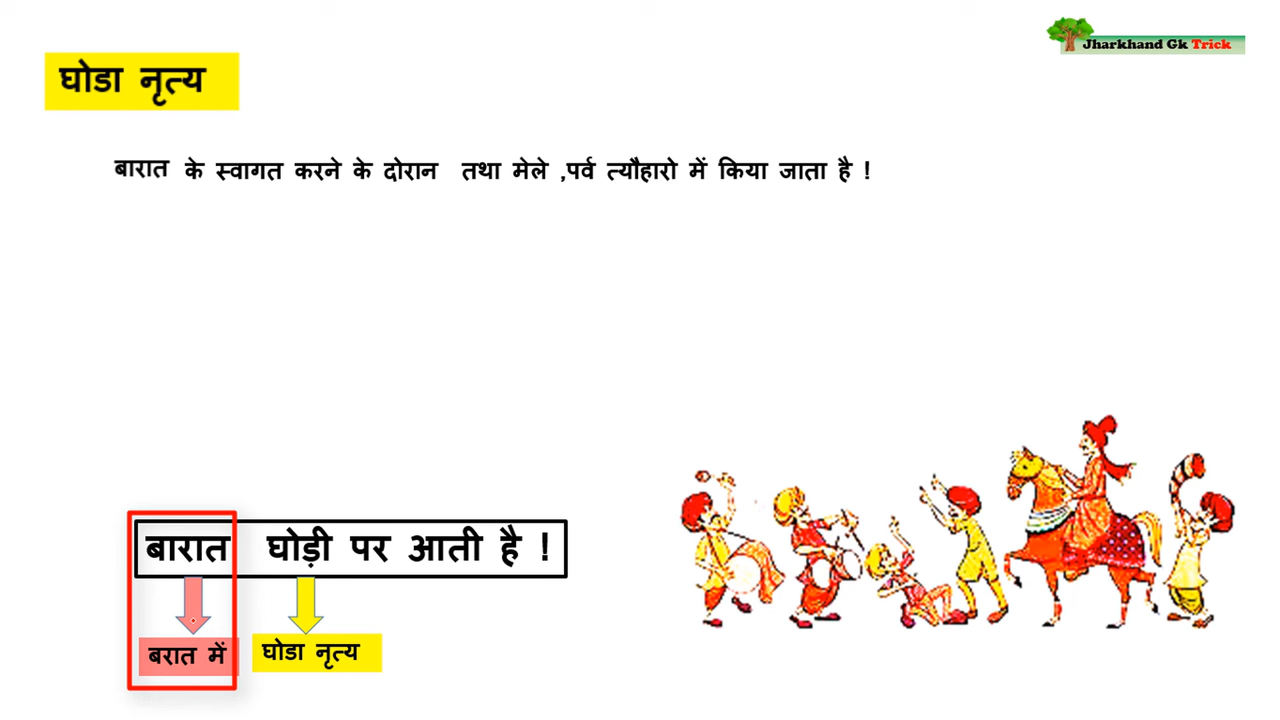 Jharkhand Gk Trick
घोडा नृत्य
बारात के स्वागत करने के दोरान तथा मेले ,पर्व त्यौहारो में किया जाता है !
बारात घोड़ी पर आती है !
बरात में घोडा नृत्य